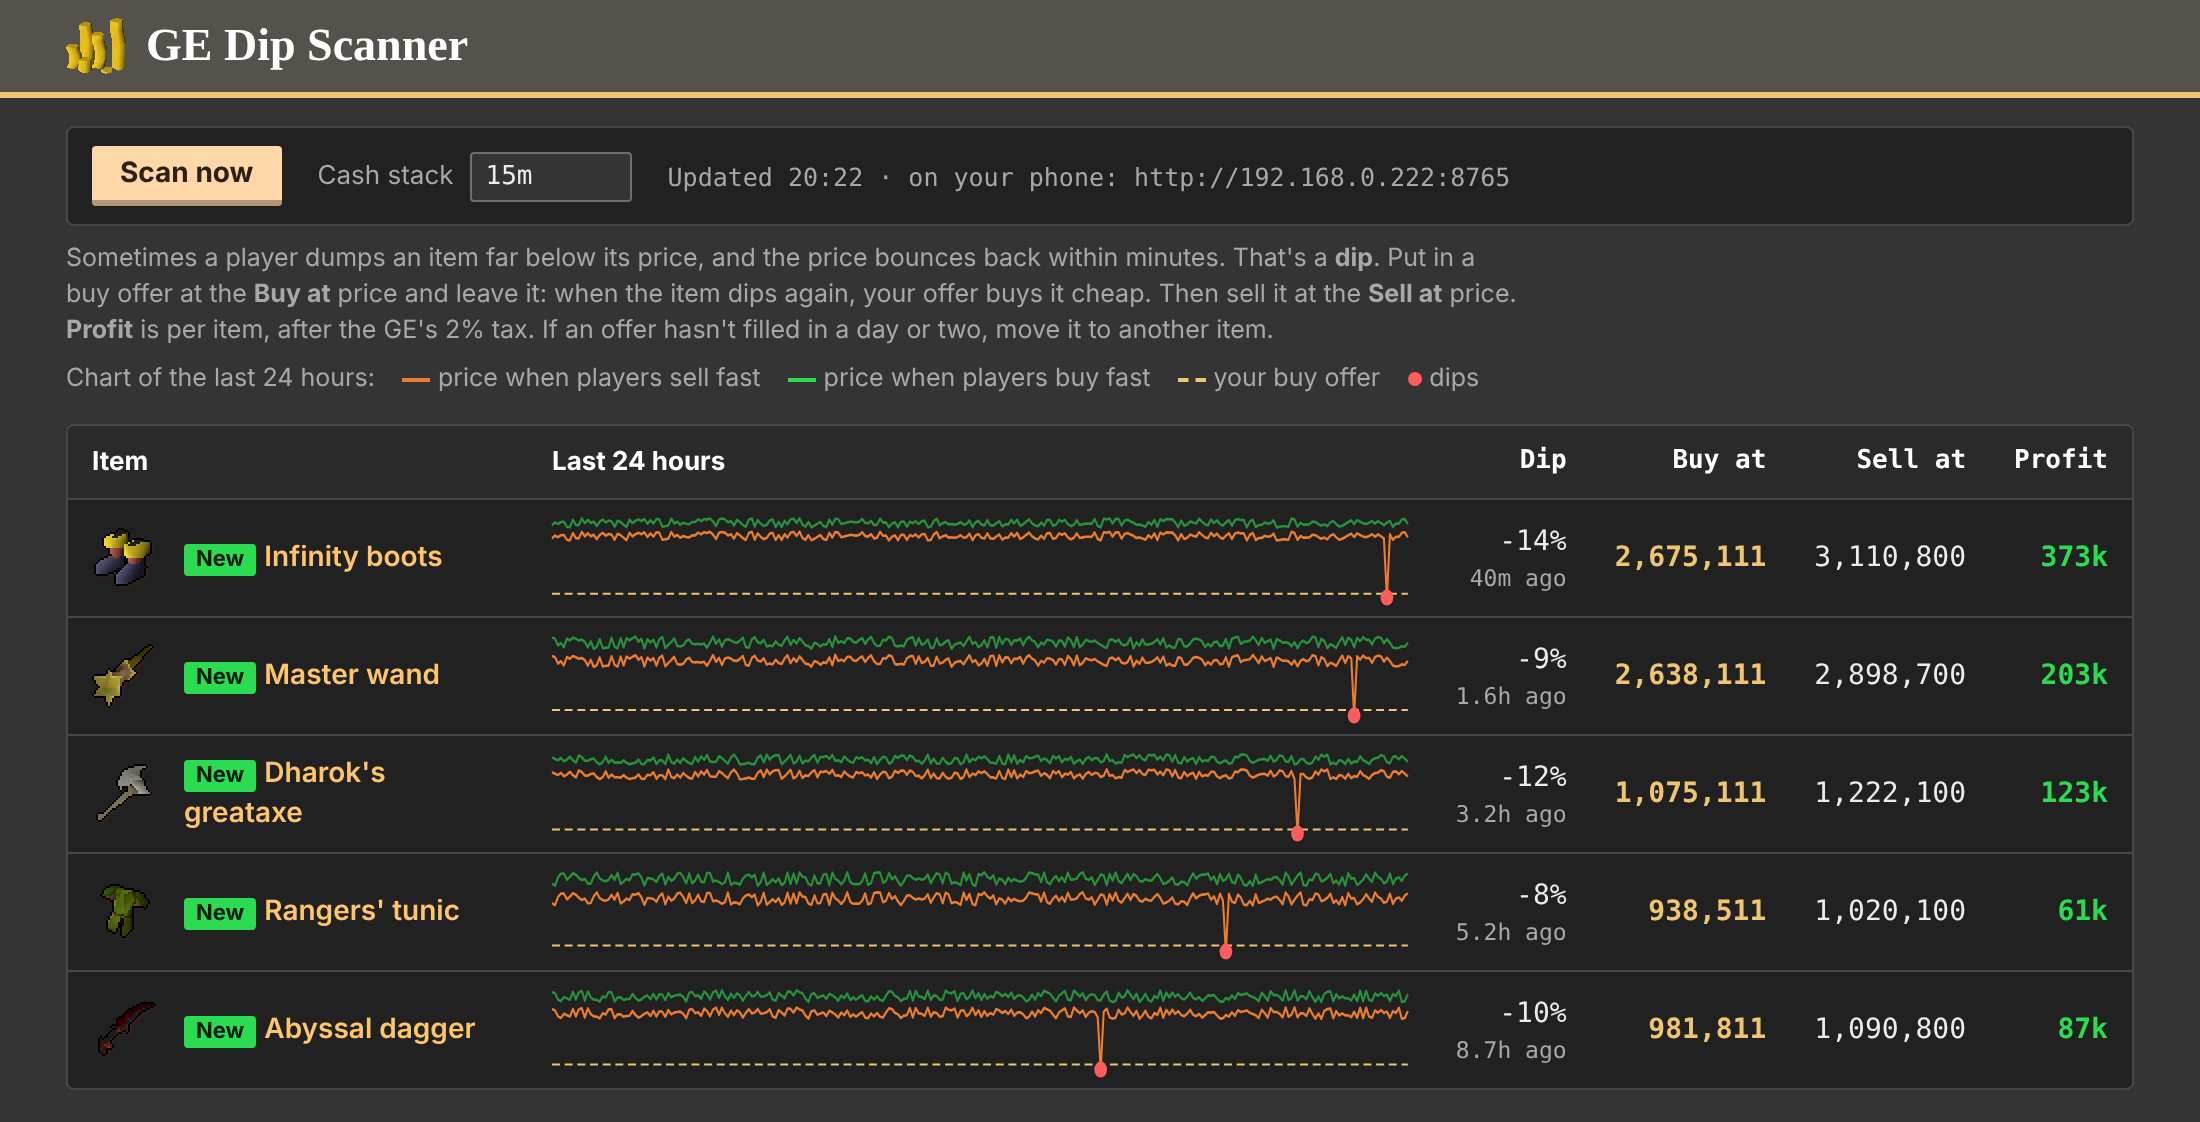 GE Dip Scanner
Scan now
Cash stack
15m
Updated 20:22 · on your phone: http://192.168.0.222:8765
Sometimes a player dumps an item far below its price, and the price bounces back within minutes. That's a dip. Put in a
buy offer at the Buy at price and leave it: when the item dips again, your offer buys it cheap. Then sell it at the Sell at price.
Profit is per item, after the GE's 2% tax. If an offer hasn't filled in a day or two, move it to another item.
Chart of the last 24 hours: price when players sell fast price when players buy fast your buy offer dips
Item Last 24 hours Dip Buy at Sell at Profit
New Infinity boots -14% 2,675,111 3,110,800 373k
40m ago
New Master wand -9% 2,638,111 2,898,700 203k
1.6h ago
New Dharok's
greataxe
-12% 1,075,111 1,222,100 123k
3.2h ago
New Rangers' tunic -8% 938,511 1,020,100 61k
5.2h ago
New Abyssal dagger -10% 981,811 1,090,800 87k
8.7h ago